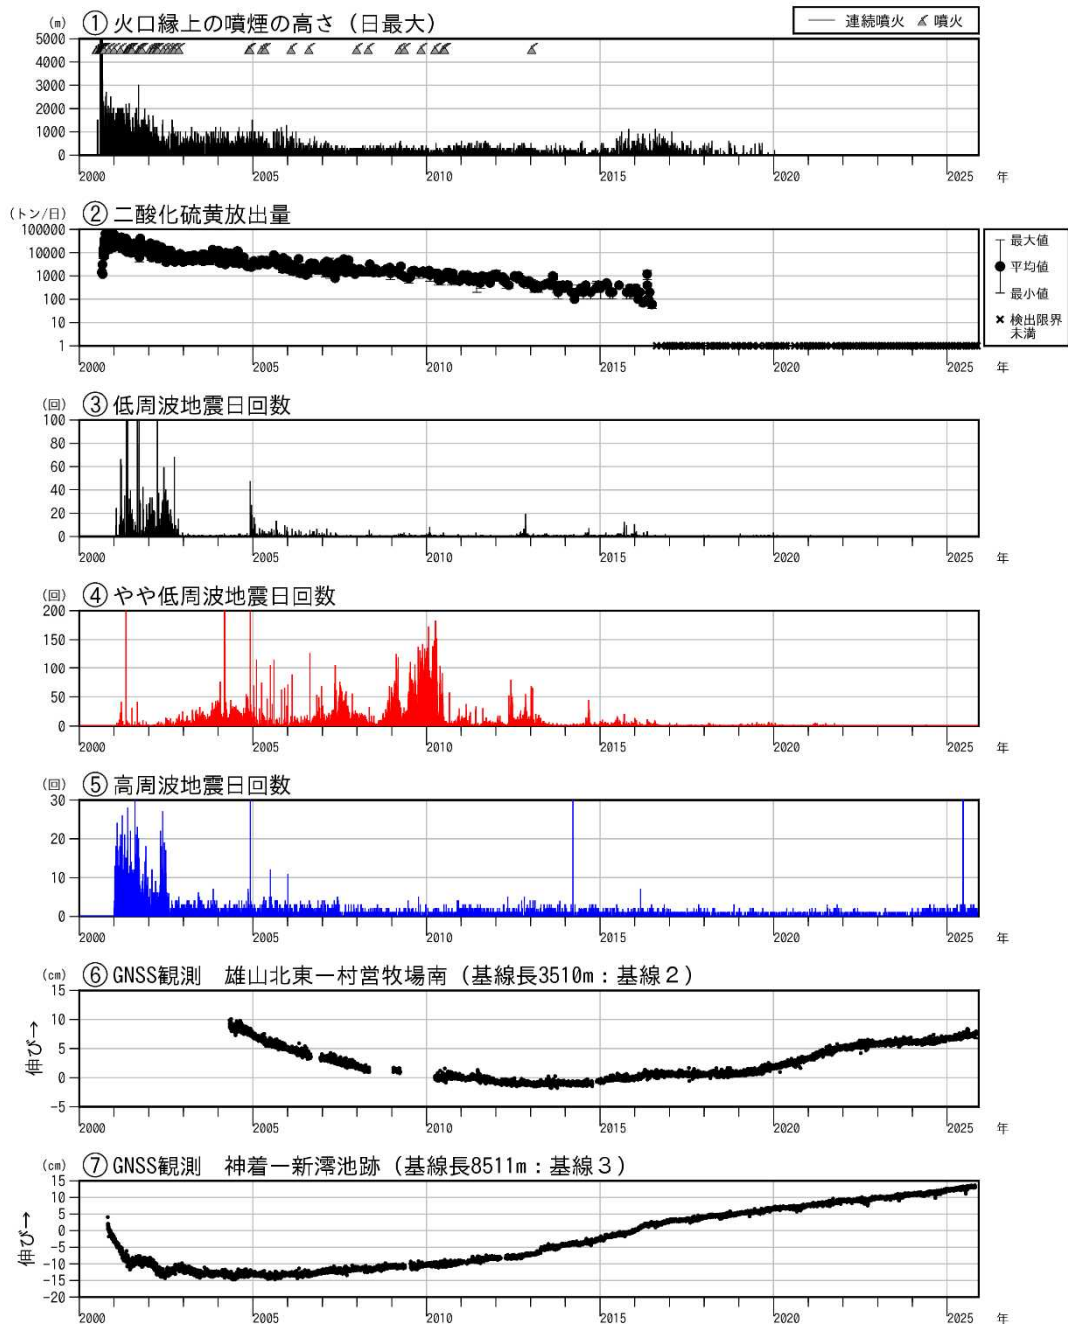 (m) ①火口縁上の噴煙の高さ（日最大）
連続噴火 噴火
5000
4000
3000
2000
1000
0
2000 2005 2010 2015 2020 2025 年
(トン/日) ②二酸化硫黄放出量
100000
10000
1000
100
10
1
最大値
平均値
最小値
検出限界
未満
2000 2005 2010 2015 2020 2025 年
(回) ③低周波地震日回数
100
80
60
40
20
0
2000 2005 2010 2015 2020 2025 年
(回) ④やや低周波地震日回数
200
150
100
50
0
2000 2005 2010 2015 2020 2025 年
(回) ⑤高周波地震日回数
30
20
10
0
2000 2005 2010 2015 2020 2025 年
(cm) ⑥GNSS観測　雄山北東－村営牧場南（基線長3510m：基線２）
15
10
5
0
-5
伸び→
2000 2005 2010 2015 2020 2025 年
(cm) ⑦GNSS観測　神着－新澪池跡（基線長8511m：基線３）
15
10
5
0
-5
-10
-15
-20
伸び→
2000 2005 2010 2015 2020 2025 年